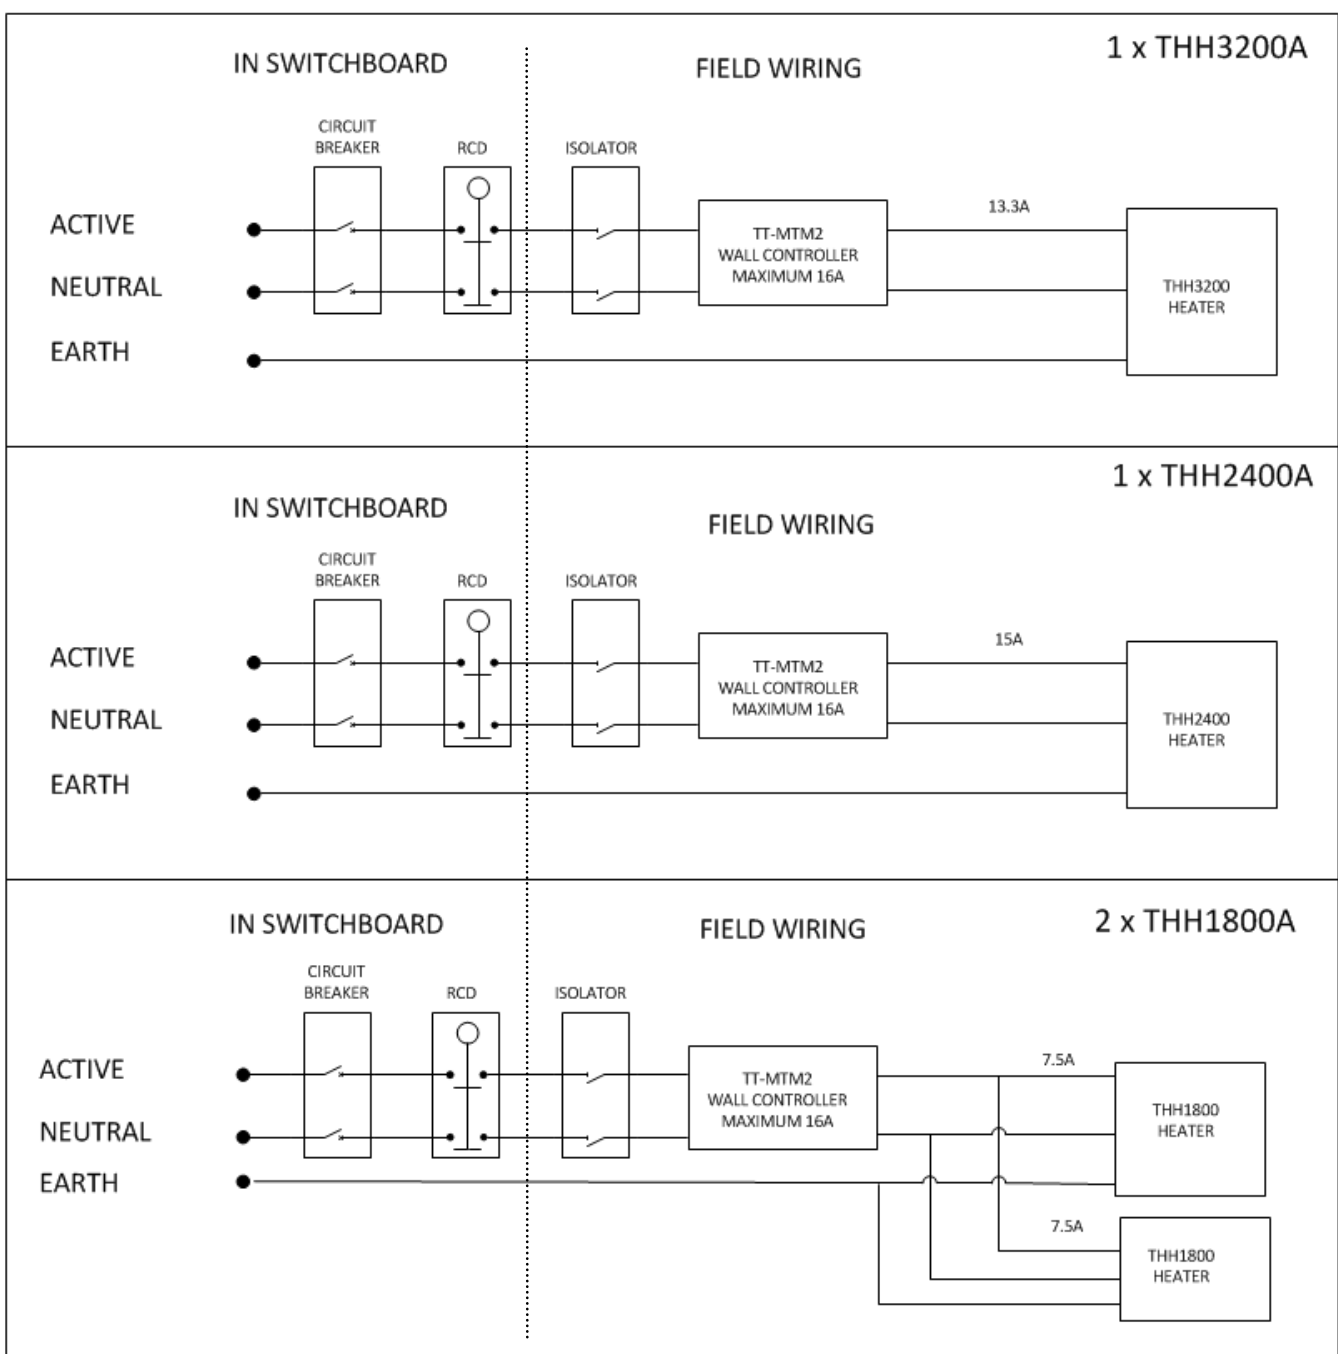 1 x THH3200A
IN SWITCHBOARD
FIELD WIRING
CIRCUIT
BREAKER
RCD
ISOLATOR
ACTIVE
NEUTRAL
EARTH
TT-MTM2
WALL CONTROLLER
MAXIMUM 16A
13.3A
THH3200
HEATER
1 x THH2400A
IN SWITCHBOARD
FIELD WIRING
CIRCUIT
BREAKER
RCD
ISOLATOR
ACTIVE
NEUTRAL
EARTH
TT-MTM2
WALL CONTROLLER
MAXIMUM 16A
15A
THH2400
HEATER
2 x THH1800A
IN SWITCHBOARD
FIELD WIRING
CIRCUIT
BREAKER
RCD
ISOLATOR
ACTIVE
NEUTRAL
EARTH
TT-MTM2
WALL CONTROLLER
MAXIMUM 16A
7.5A
THH1800
HEATER
7.5A
THH1800
HEATER